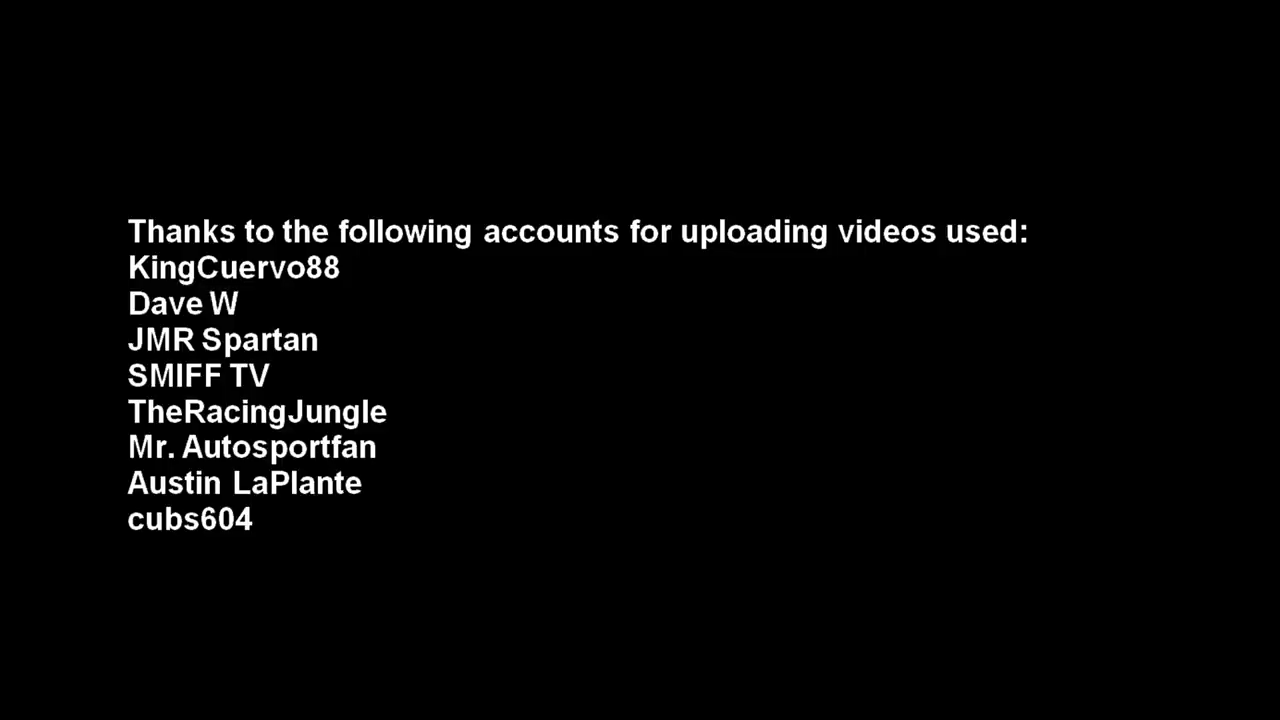 Thanks to the following accounts for uploading videos used:
KingCuervo88
Dave W
JMR Spartan
SMIFF TV
TheRacingJungle
Mr. Autosportfan
Austin LaPlante
cubs604